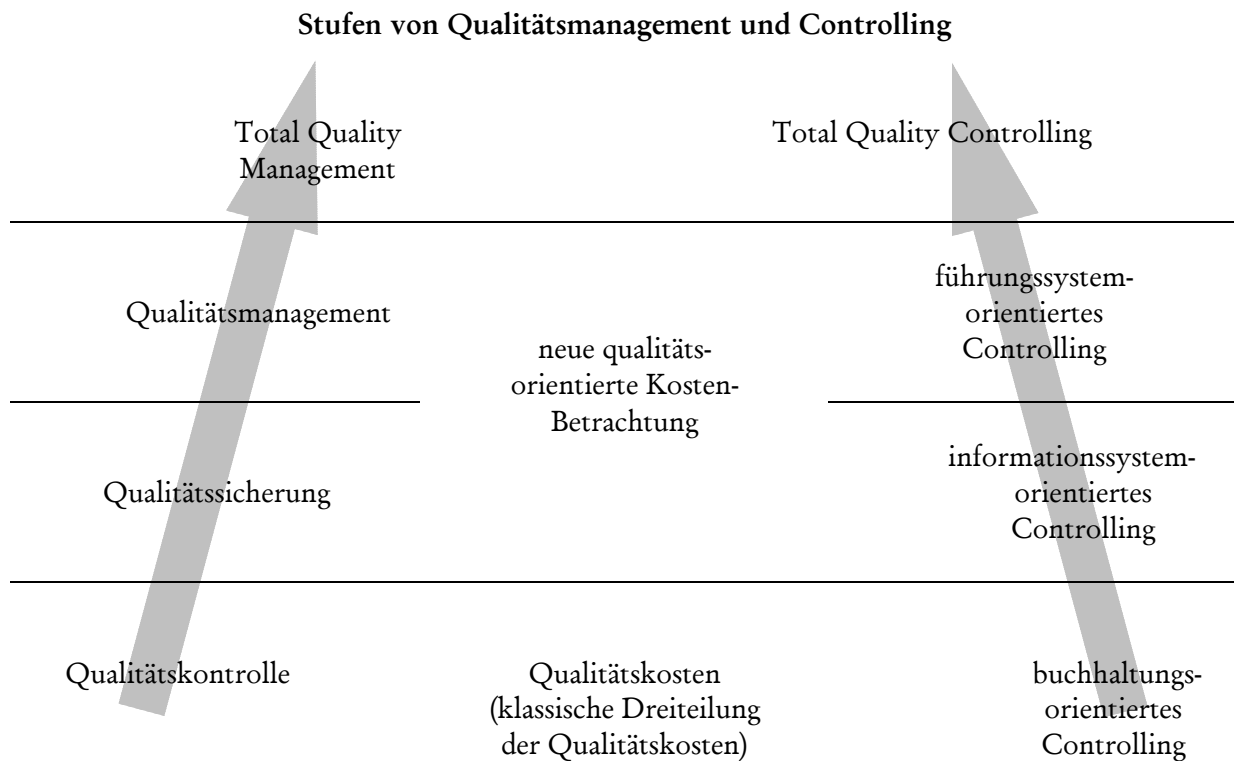 Stufen von Qualitätsmanagement und Controlling
Total Quality
Management
Total Quality Controlling
Qualitätsmanagement
neue qualitäts-
orientierte Kosten-
Betrachtung
führungssystem-
orientiertes
Controlling
Qualitätssicherung
informationssystem-
orientiertes
Controlling
Qualitätskontrolle
Qualitätskosten
(klassische Dreiteilung
der Qualitätskosten)
buchhaltungs-
orientiertes
Controlling